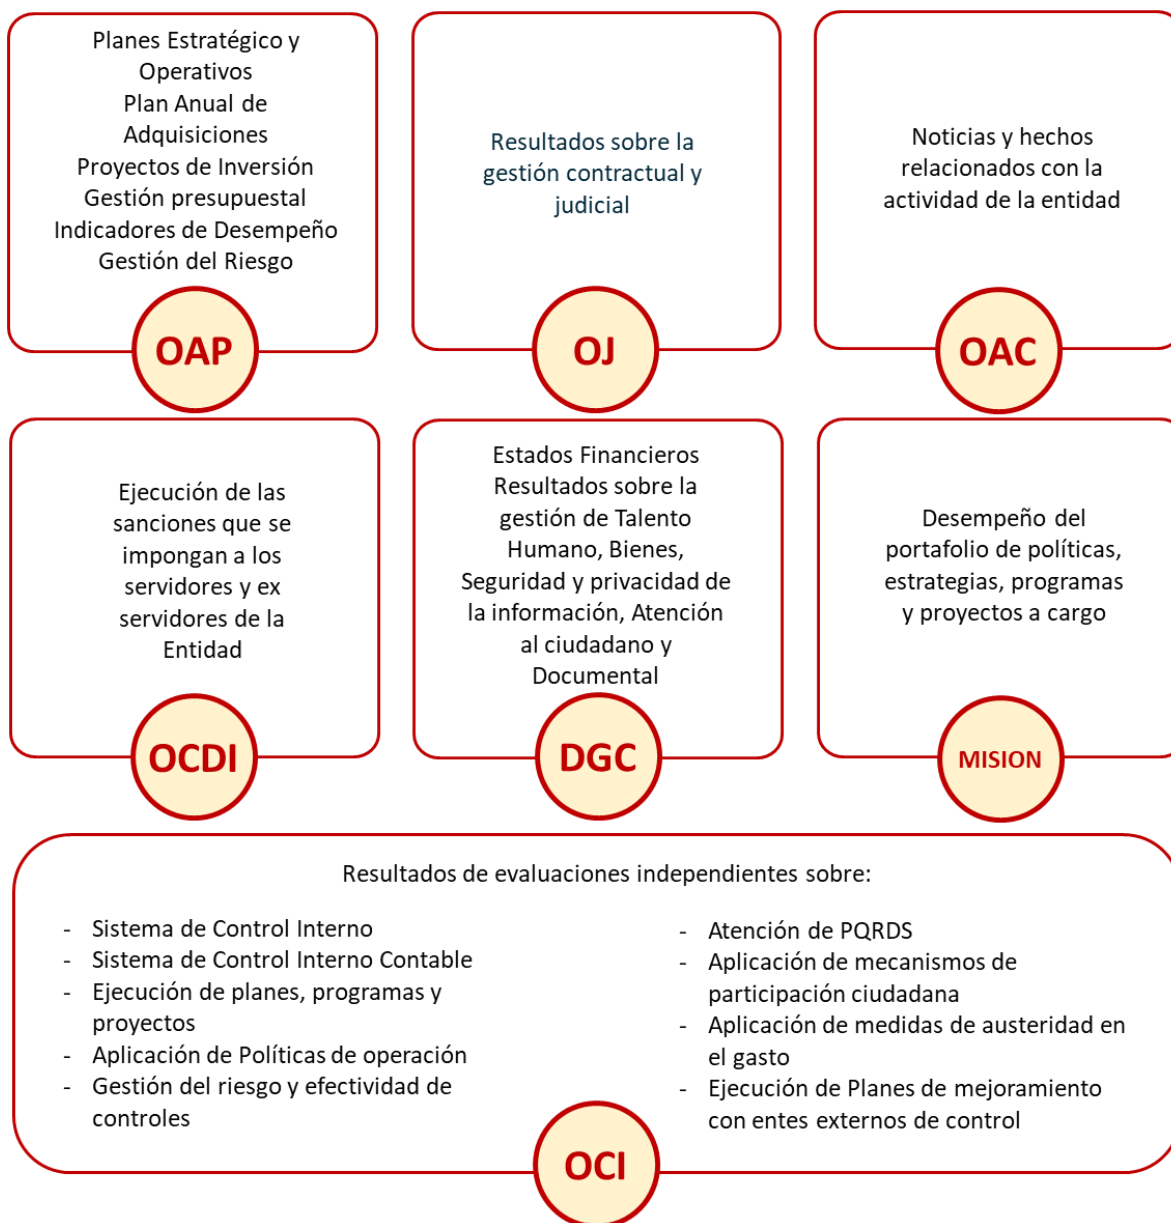 Planes Estratégico y
Operativos
Plan Anual de
Adquisiciones
Proyectos de Inversión
Gestión presupuestal
Indicadores de Desempeño
Gestión del Riesgo
OAP
Resultados sobre la
gestión contractual y
judicial
OJ
Noticias y hechos
relacionados con la
actividad de la entidad
OAC
Ejecución de las
sanciones que se
impongan a los
servidores y ex
servidores de la
Entidad
OCDI
Estados Financieros
Resultados sobre la
gestión de Talento
Humano, Bienes,
Seguridad y privacidad de
la información, Atención
al ciudadano y
Documental
DGC
Desempeño del
portafolio de políticas,
estrategias, programas
y proyectos a cargo
MISION
Resultados de evaluaciones independientes sobre:
- Sistema de Control Interno
- Sistema de Control Interno Contable
- Ejecución de planes, programas y
proyectos
- Aplicación de Políticas de operación
- Gestión del riesgo y efectividad de
controles
- Atención de PQRDS
- Aplicación de mecanismos de
participación ciudadana
- Aplicación de medidas de austeridad en
el gasto
- Ejecución de Planes de mejoramiento
con entes externos de control
OCI